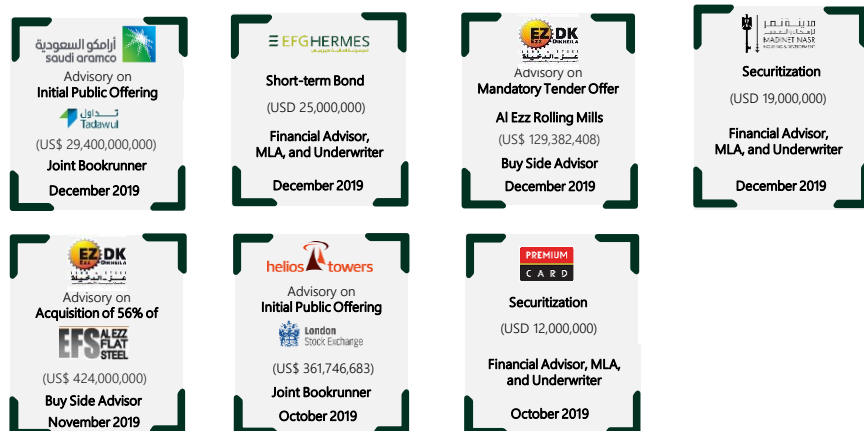 أرامكو السعودية
saudi aramco
Advisory on
Initial Public Offering
تداول
Tadawul
(US$ 29,400,000,000)
Joint Bookrunner
December 2019
EFGHERMES
Short-term Bond
(USD 25,000,000)
Financial Advisor,
MLA, and Underwriter
December 2019
EZDK
Advisory on
Mandatory Tender Offer
Al Ezz Rolling Mills
(US$ 129,382,408)
Buy Side Advisor
December 2019
مدينة نصر
MADINET NASR
Securitization
(USD 19,000,000)
Financial Advisor,
MLA, and Underwriter
December 2019
EZDK
Advisory on
Acquisition of 56% of
EFS AL EZZ
FLAT
STEEL
(US$ 424,000,000)
Buy Side Advisor
November 2019
helios towers
Advisory on
Initial Public Offering
London
Stock Exchange
(US$ 361,746,683)
Joint Bookrunner
October 2019
PREMIUM
CARD
Securitization
(USD 12,000,000)
Financial Advisor, MLA,
and Underwriter
October 2019